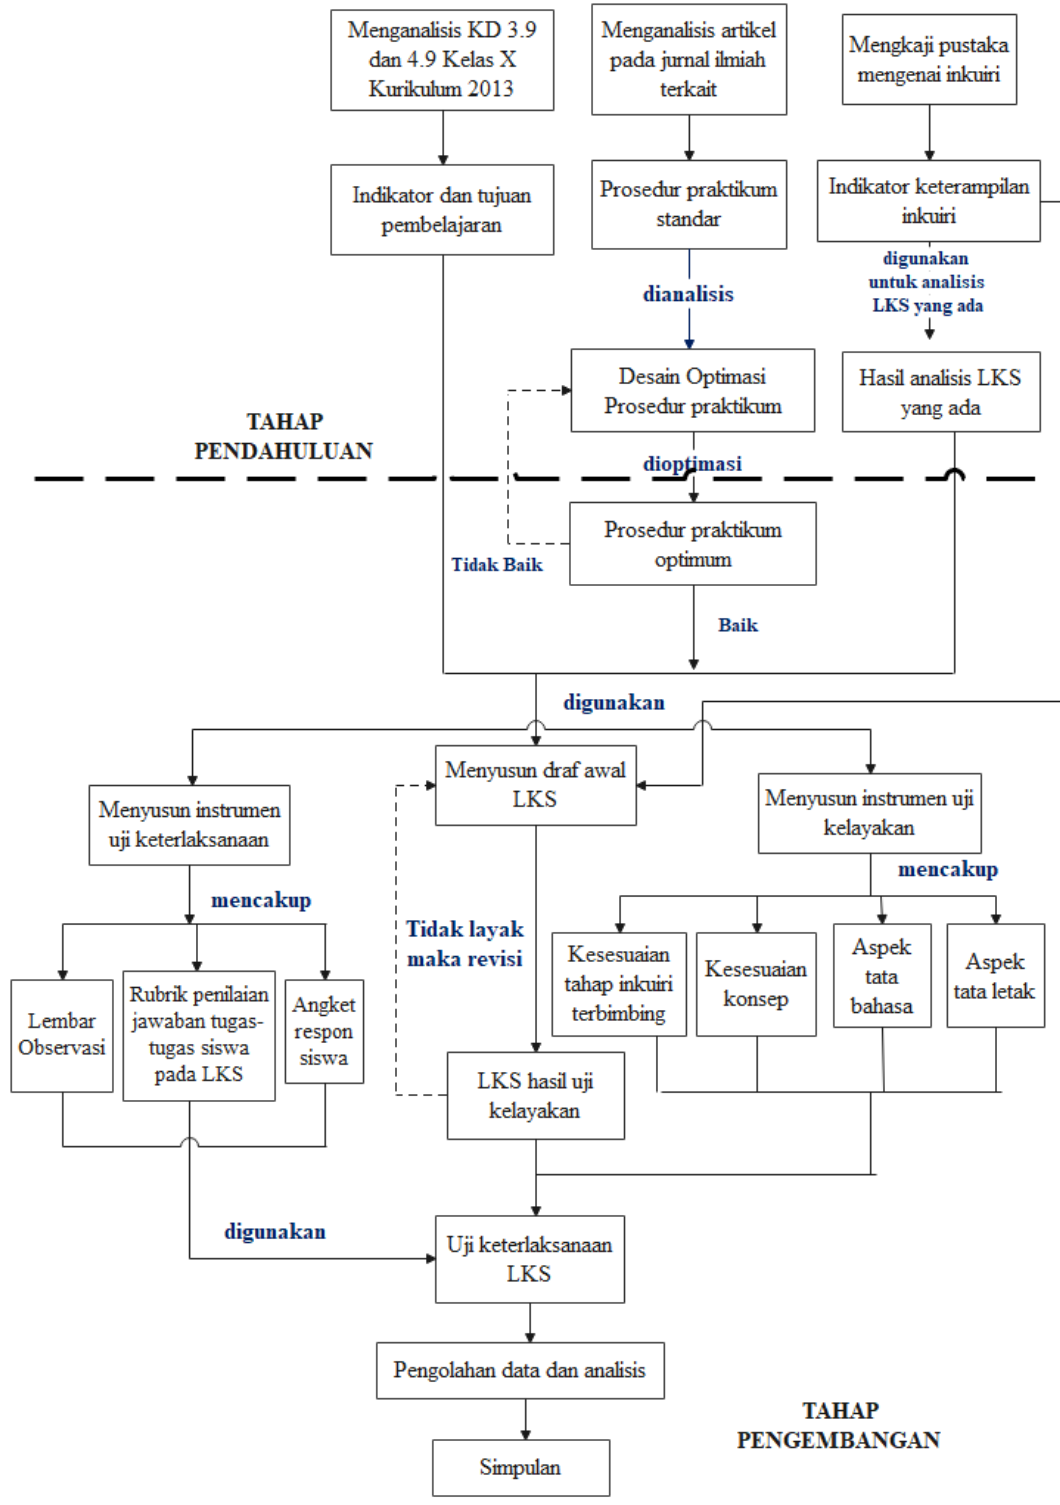 Menganalisis KD 3.9
dan 4.9 Kelas X
Kurikulum 2013
Menganalisis artikel
pada jurnal ilmiah
terkait
Mengkaji pustaka
mengenai inkuiri
Indikator dan tujuan
pembelajaran
Prosedur praktikum
standar
Indikator keterampilan
inkuiri
dianalisis
digunakan
untuk analisis
LKS yang ada
Desain Optimasi
Prosedur praktikum
Hasil analisis LKS
yang ada
TAHAP
PENDAHULUAN
dioptimasi
Prosedur praktikum
optimum
Tidak Baik
Baik
digunakan
Menyusun instrumen
uji keterlaksanaan
Menyusun draf awal
LKS
Menyusun instrumen uji
kelayakan
mencakup
mencakup
Tidak layak
maka revisi
Lembar
Observasi
Rubrik penilaian
jawaban tugas-
tugas siswa
pada LKS
Angket
respon
siswa
Kesesuaian
tahap inkuiri
terbimbing
Kesesuaian
konsep
Aspek
tata
bahasa
Aspek
tata letak
LKS hasil uji
kelayakan
digunakan
Uji keterlaksanaan
LKS
Pengolahan data dan analisis
Simpulan
TAHAP
PENGEMBANGAN